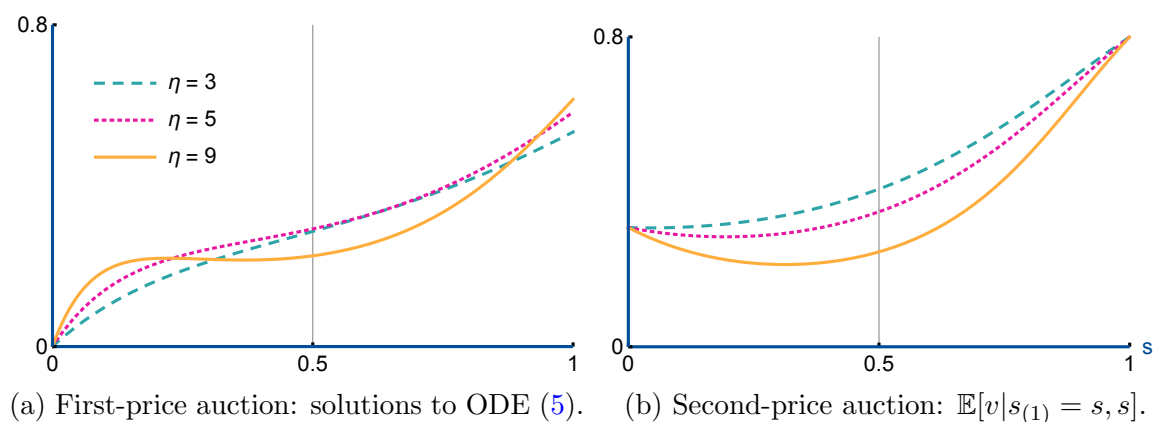 0.8
η = 3
η = 5
η = 9
0
0
0.5
1
0.8
0
0
0.5
1
s
(a) First-price auction: solutions to ODE (5).
(b) Second-price auction: 𝔼[v|s₍₁₎ = s, s].